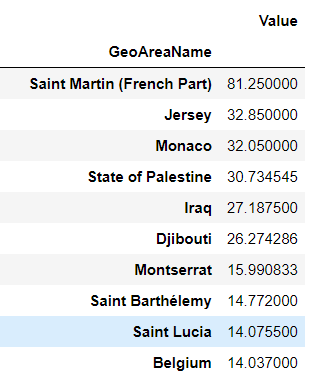 Value
GeoAreaName
Saint Martin (French Part) 81.250000
Jersey 32.850000
Monaco 32.050000
State of Palestine 30.734545
Iraq 27.187500
Djibouti 26.274286
Montserrat 15.990833
Saint Barthélemy 14.772000
Saint Lucia 14.075500
Belgium 14.037000